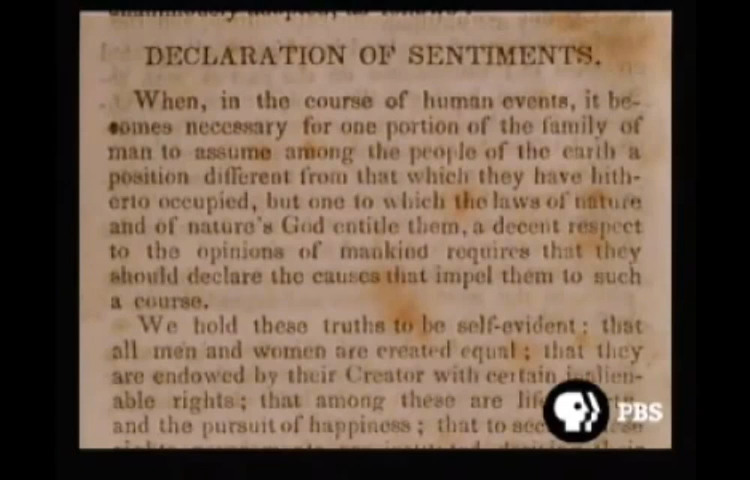 DECLARATION OF SENTIMENTS.
When, in the course of human events, it be-
comes necessary for one portion of the family of
man to assume among the people of the earth a
position different from that which they have hith-
erto occupied, but one to which the laws of nature
and of nature's God entitle them, a decent respect
to the opinions of mankind requires that they
should declare the causes that impel them to such
a course.
We hold these truths to be self-evident: that
all men and women are created equal; that they
are endowed by their Creator with certain inalien-
able rights; that among these are
and the pursuit of happiness; that to
PBS